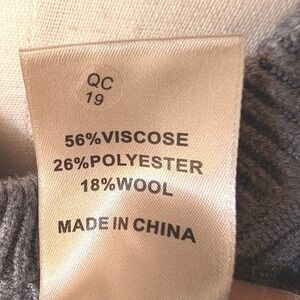 QC
19
56%VISCOSE
26%POLYESTER
18%WOOL
MADE IN CHINA